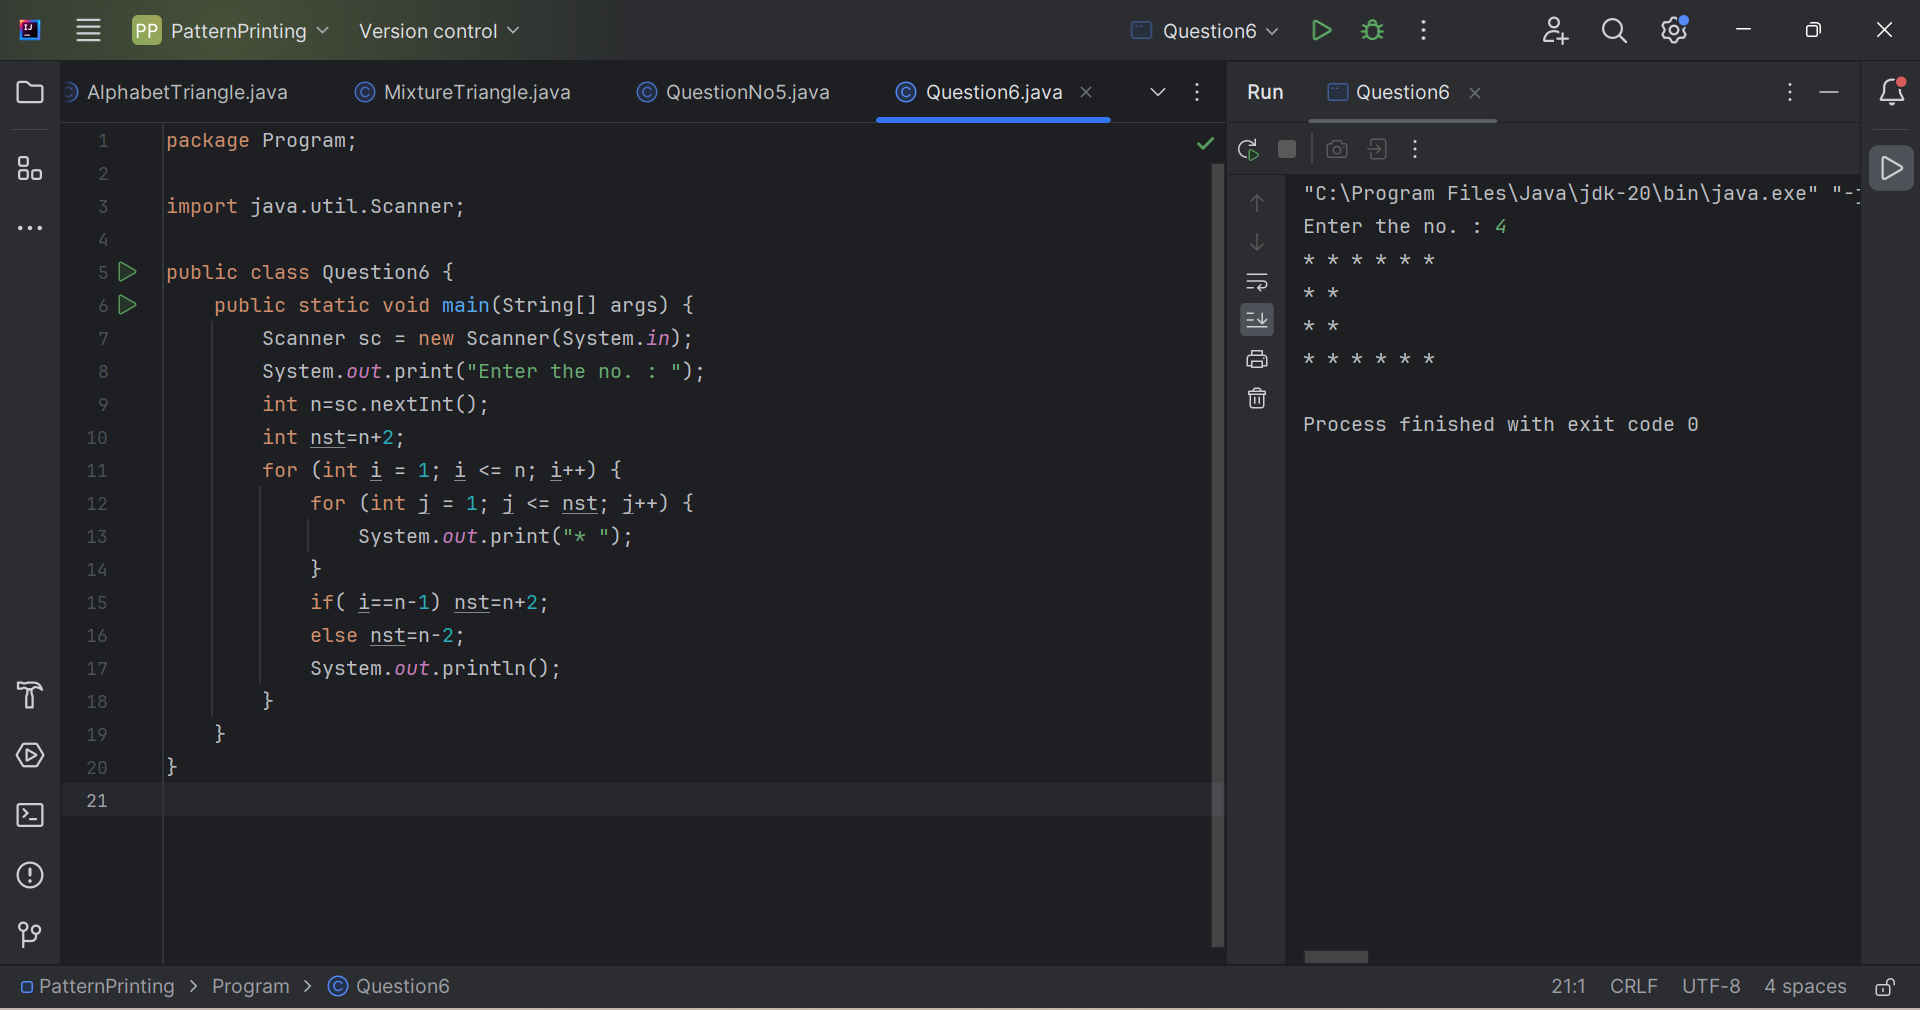 PP PatternPrinting Version control Question6
AlphabetTriangle.java MixtureTriangle.java QuestionNo5.java Question6.java Run Question6
1 package Program;
2
3 import java.util.Scanner;
4
5 public class Question6 {
6 public static void main(String[] args) {
7 Scanner sc = new Scanner(System.in);
8 System.out.print("Enter the no. : ");
9 int n=sc.nextInt();
10 int nst=n+2;
11 for (int i = 1; i <= n; i++) {
12 for (int j = 1; j <= nst; j++) {
13 System.out.print("* ");
14 }
15 if( i==n-1) nst=n+2;
16 else nst=n-2;
17 System.out.println();
18 }
19 }
20 }
21
"C:\Program Files\Java\jdk-20\bin\java.exe" "-
Enter the no. : 4
* * * * * *
* *
* *
* * * * * *
Process finished with exit code 0
PatternPrinting > Program > Question6 21:1 CRLF UTF-8 4 spaces